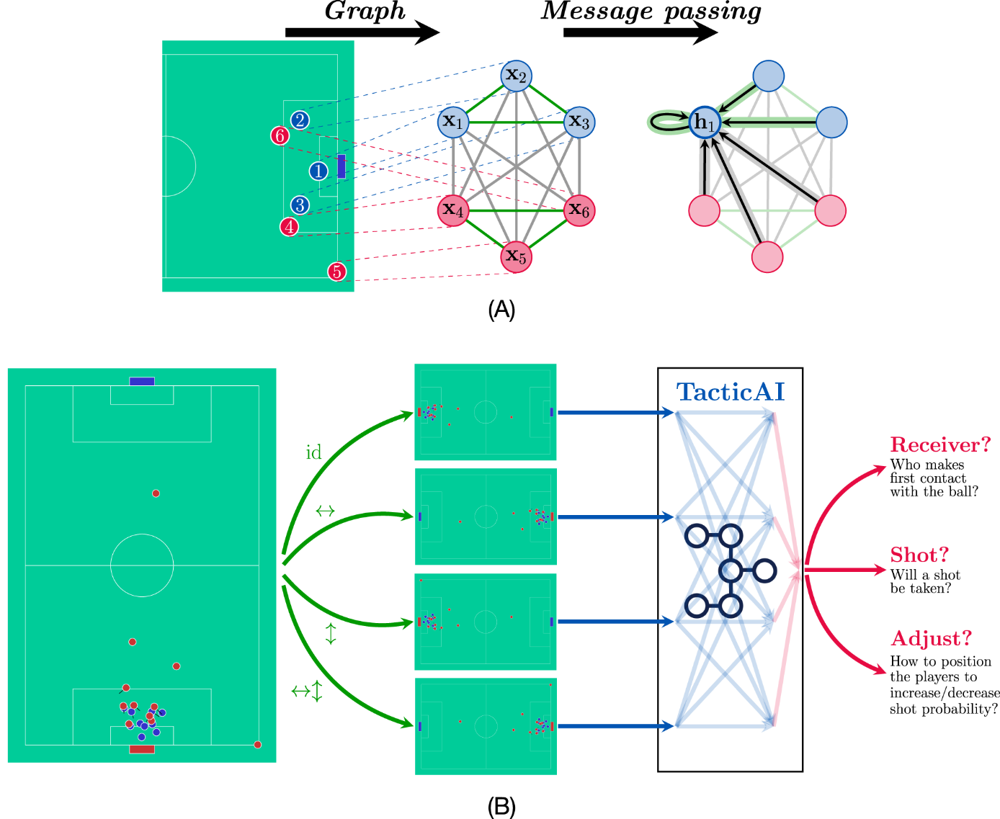 Graph
Message passing
2
6
1
3
4
5
x2
x1
x3
x4
x6
x5
h1
(A)
id
↔
↕
↔↕
TacticAI
Receiver?
Who makes
first contact
with the ball?
Shot?
Will a shot
be taken?
Adjust?
How to position
the players to
increase/decrease
shot probability?
(B)